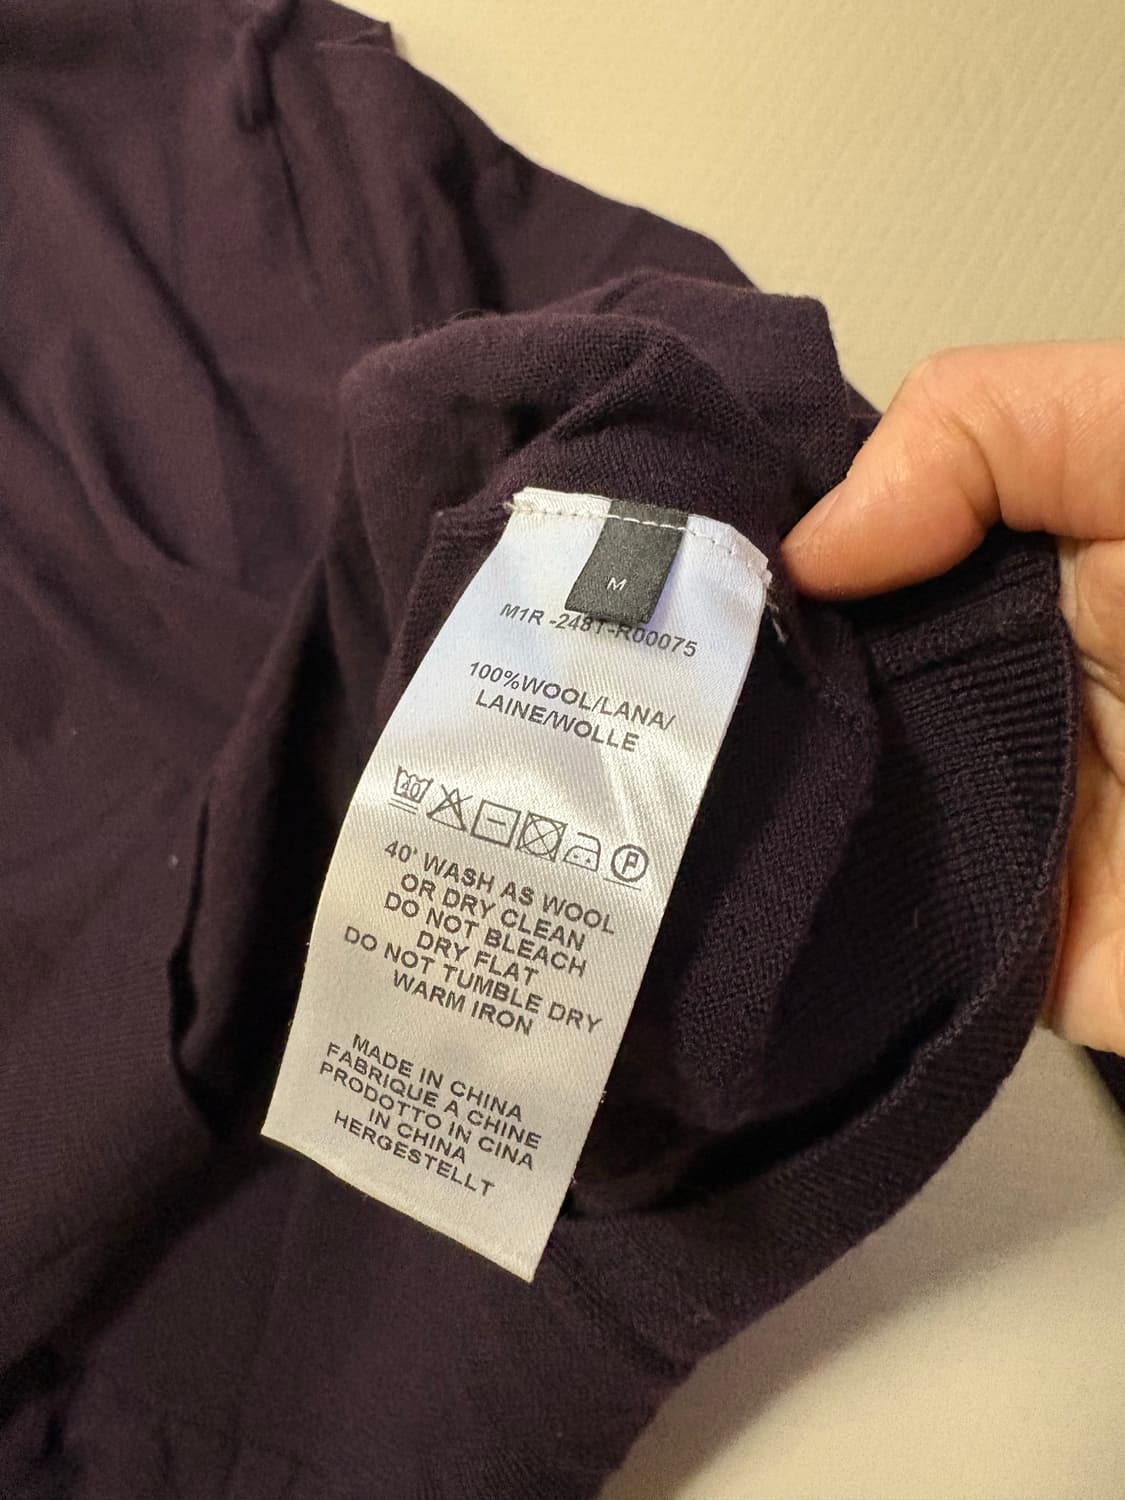 M
M1R -248T-R00075
100%WOOL/LANA/
LAINE/WOLLE
40
P
40° WASH AS WOOL
OR DRY CLEAN
DO NOT BLEACH
DRY FLAT
DO NOT TUMBLE DRY
WARM IRON
MADE IN CHINA
FABRIQUE A CHINE
PRODOTTO IN CINA
IN CHINA
HERGESTELLT